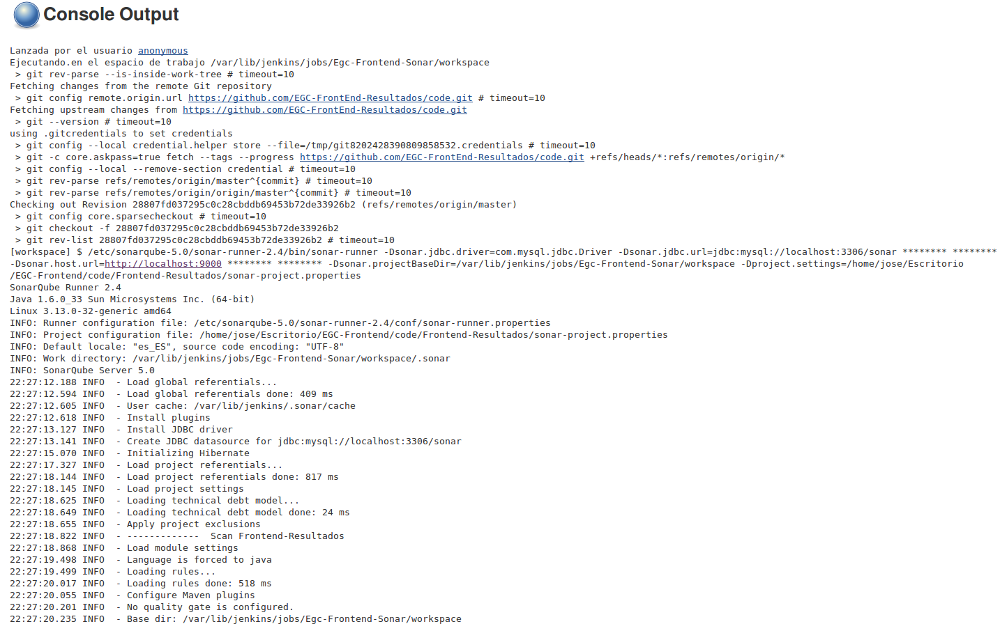 Console Output
Lanzada por el usuario anonymous
Ejecutando.en el espacio de trabajo /var/lib/jenkins/jobs/Egc-Frontend-Sonar/workspace
 > git rev-parse --is-inside-work-tree # timeout=10
Fetching changes from the remote Git repository
 > git config remote.origin.url https://github.com/EGC-FrontEnd-Resultados/code.git # timeout=10
Fetching upstream changes from https://github.com/EGC-FrontEnd-Resultados/code.git
 > git --version # timeout=10
using .gitcredentials to set credentials
 > git config --local credential.helper store --file=/tmp/git8202428390809858532.credentials # timeout=10
 > git -c core.askpass=true fetch --tags --progress https://github.com/EGC-FrontEnd-Resultados/code.git +refs/heads/*:refs/remotes/origin/*
 > git config --local --remove-section credential # timeout=10
 > git rev-parse refs/remotes/origin/master^{commit} # timeout=10
 > git rev-parse refs/remotes/origin/origin/master^{commit} # timeout=10
Checking out Revision 28807fd037295c0c28cbddb69453b72de33926b2 (refs/remotes/origin/master)
 > git config core.sparsecheckout # timeout=10
 > git checkout -f 28807fd037295c0c28cbddb69453b72de33926b2
 > git rev-list 28807fd037295c0c28cbddb69453b72de33926b2 # timeout=10
[workspace] $ /etc/sonarqube-5.0/sonar-runner-2.4/bin/sonar-runner -Dsonar.jdbc.driver=com.mysql.jdbc.Driver -Dsonar.jdbc.url=jdbc:mysql://localhost:3306/sonar ******** ********
-Dsonar.host.url=http://localhost:9000 ******** ******** -Dsonar.projectBaseDir=/var/lib/jenkins/jobs/Egc-Frontend-Sonar/workspace -Dproject.settings=/home/jose/Escritorio
/EGC-Frontend/code/Frontend-Resultados/sonar-project.properties
SonarQube Runner 2.4
Java 1.6.0_33 Sun Microsystems Inc. (64-bit)
Linux 3.13.0-32-generic amd64
INFO: Runner configuration file: /etc/sonarqube-5.0/sonar-runner-2.4/conf/sonar-runner.properties
INFO: Project configuration file: /home/jose/Escritorio/EGC-Frontend/code/Frontend-Resultados/sonar-project.properties
INFO: Default locale: "es_ES", source code encoding: "UTF-8"
INFO: Work directory: /var/lib/jenkins/jobs/Egc-Frontend-Sonar/workspace/.sonar
INFO: SonarQube Server 5.0
22:27:12.188 INFO  - Load global referentials...
22:27:12.594 INFO  - Load global referentials done: 409 ms
22:27:12.605 INFO  - User cache: /var/lib/jenkins/.sonar/cache
22:27:12.618 INFO  - Install plugins
22:27:13.127 INFO  - Install JDBC driver
22:27:13.141 INFO  - Create JDBC datasource for jdbc:mysql://localhost:3306/sonar
22:27:15.070 INFO  - Initializing Hibernate
22:27:17.327 INFO  - Load project referentials...
22:27:18.144 INFO  - Load project referentials done: 817 ms
22:27:18.145 INFO  - Load project settings
22:27:18.625 INFO  - Loading technical debt model...
22:27:18.649 INFO  - Loading technical debt model done: 24 ms
22:27:18.655 INFO  - Apply project exclusions
22:27:18.822 INFO  - -------------  Scan Frontend-Resultados
22:27:18.868 INFO  - Load module settings
22:27:19.498 INFO  - Language is forced to java
22:27:19.499 INFO  - Loading rules...
22:27:20.017 INFO  - Loading rules done: 518 ms
22:27:20.055 INFO  - Configure Maven plugins
22:27:20.201 INFO  - No quality gate is configured.
22:27:20.235 INFO  - Base dir: /var/lib/jenkins/jobs/Egc-Frontend-Sonar/workspace